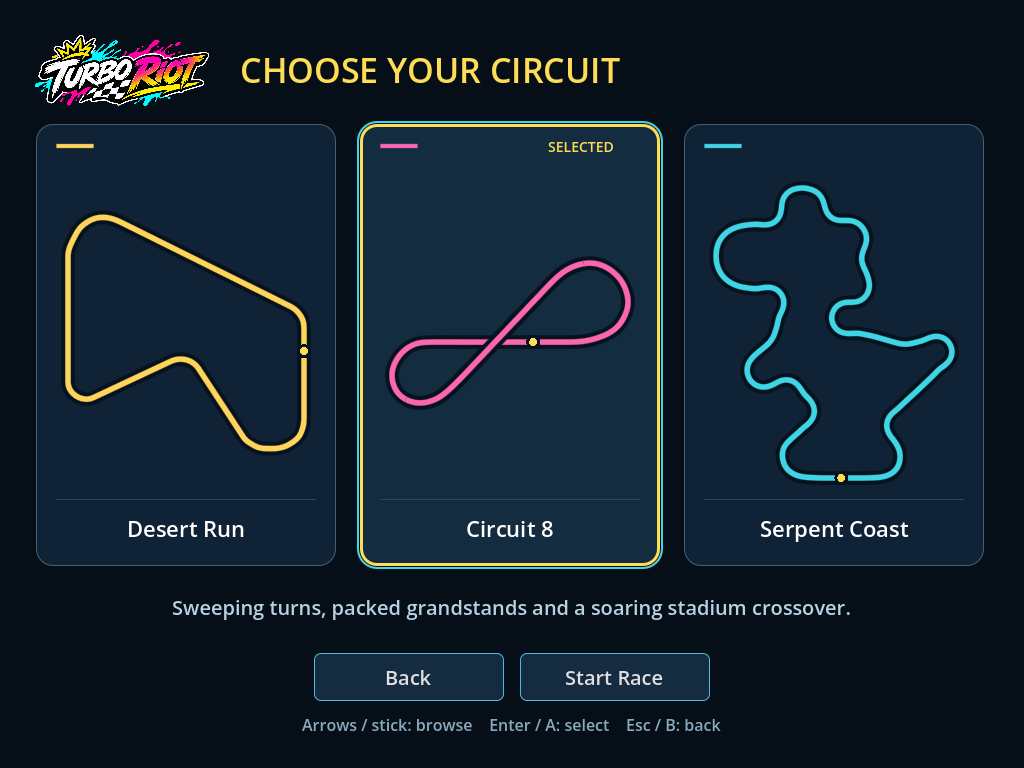 TURBO RIOT
CHOOSE YOUR CIRCUIT
SELECTED
Desert Run
Circuit 8
Serpent Coast
Sweeping turns, packed grandstands and a soaring stadium crossover.
Back
Start Race
Arrows / stick: browse Enter / A: select Esc / B: back